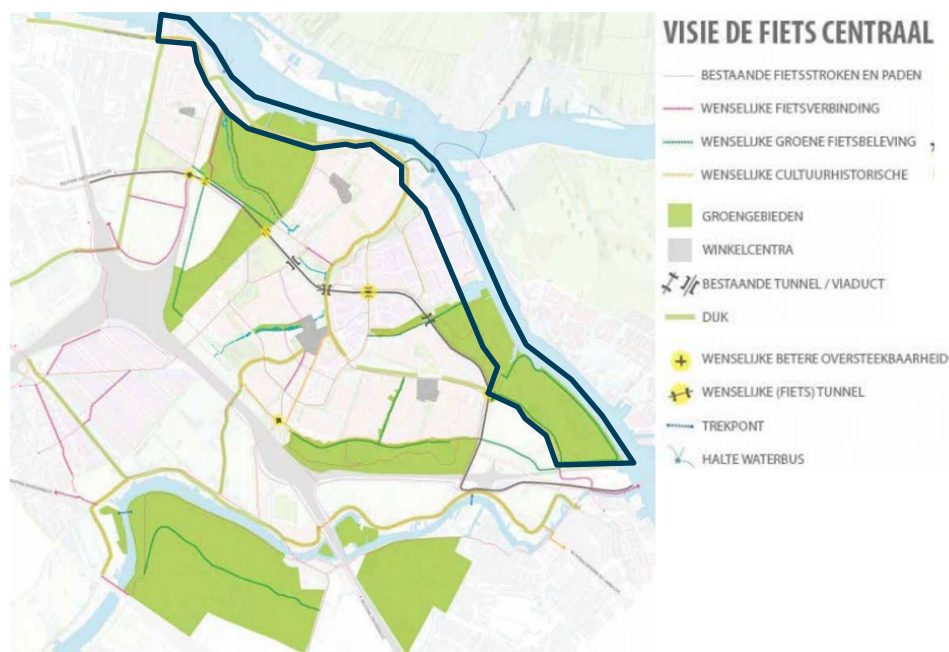 VISIE DE FIETS CENTRAAL
BESTAANDE FIETSSTROKEN EN PADEN
WENSELIJKE FIETSVERBINDING
WENSELIJKE GROENE FIETSBELEVING
WENSELIJKE CULTUURHISTORISCHE
GROENGEBIEDEN
WINKELCENTRA
BESTAANDE TUNNEL / VIADUCT
DIJK
WENSELIJKE BETERE OVERSTEEKBAARHEID
WENSELIJKE (FIETS) TUNNEL
TREKPONT
HALTE WATERBUS